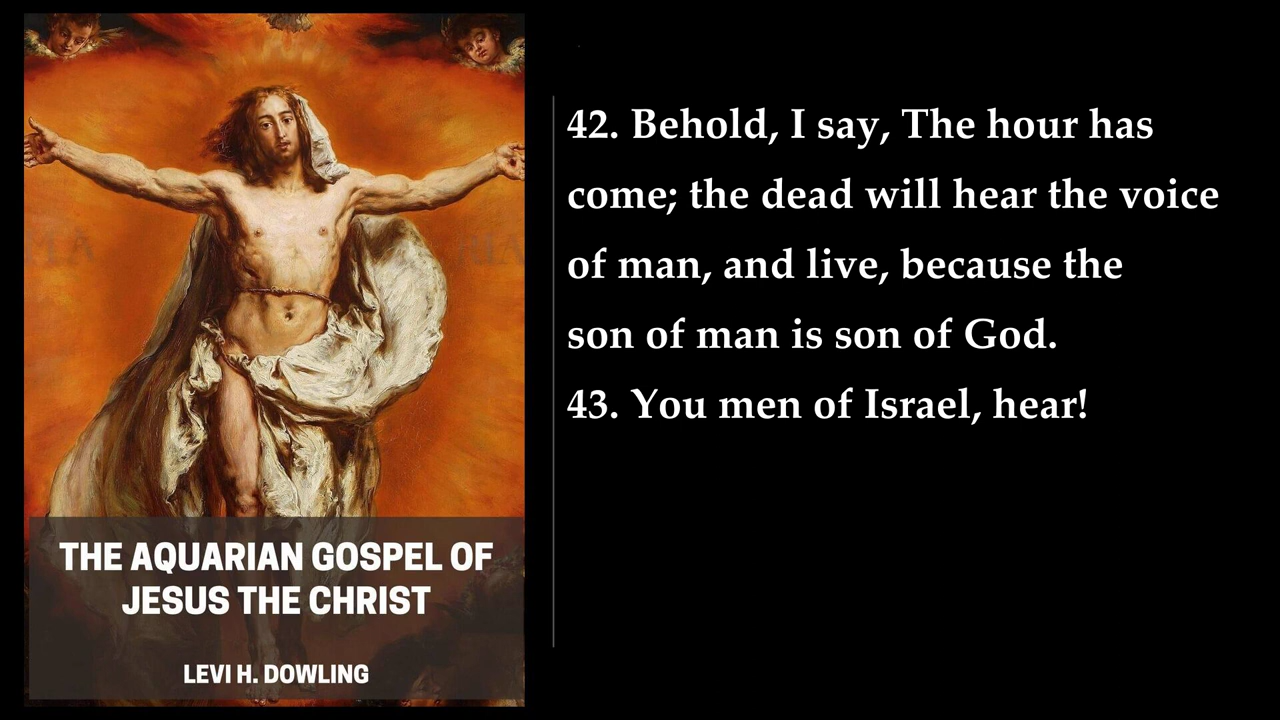 THE AQUARIAN GOSPEL OF
JESUS THE CHRIST
LEVI H. DOWLING
42. Behold, I say, The hour has
come; the dead will hear the voice
of man, and live, because the
son of man is son of God.
43. You men of Israel, hear!